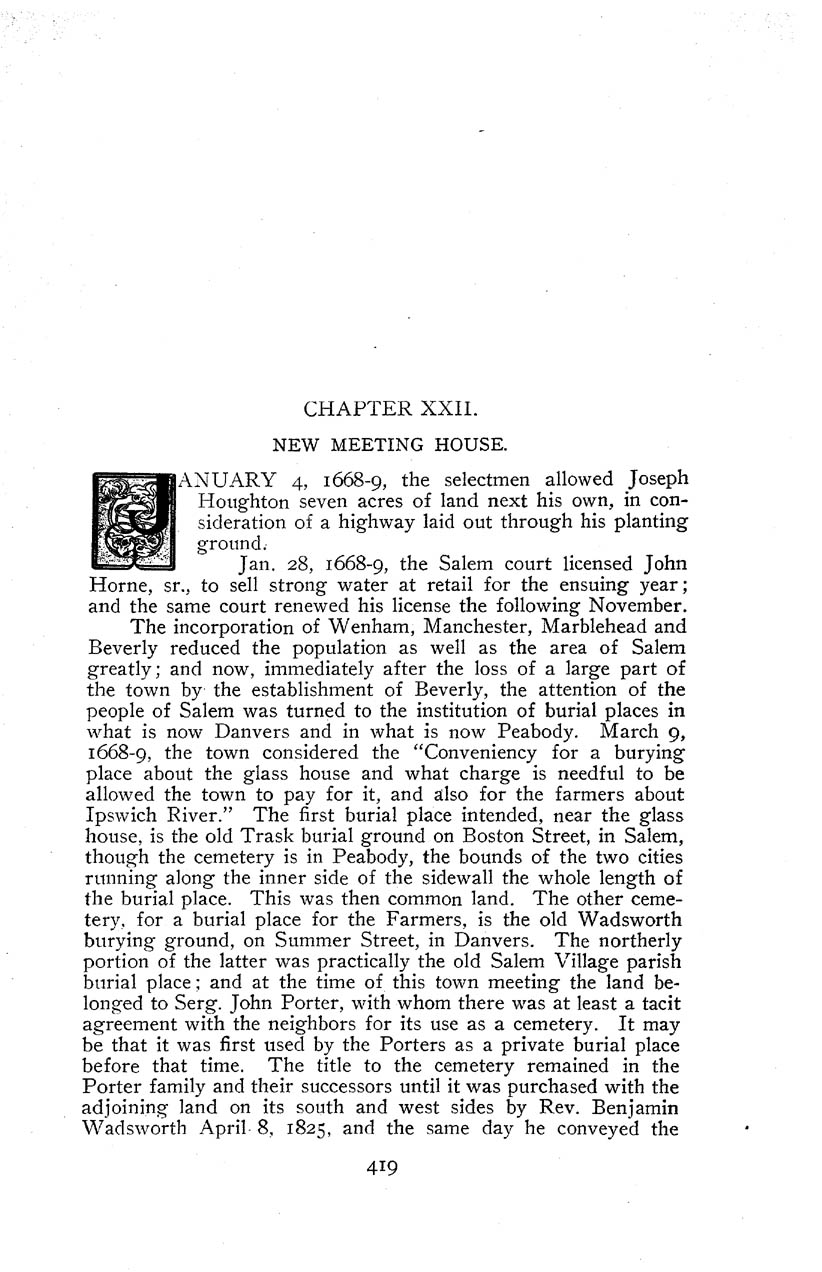 CHAPTER XXII.
NEW MEETING HOUSE.
JANUARY 4, 1668-9, the selectmen allowed Joseph
Houghton seven acres of land next his own, in con-
sideration of a highway laid out through his planting
ground.
Jan. 28, 1668-9, the Salem court licensed John
Horne, sr., to sell strong water at retail for the ensuing year;
and the same court renewed his license the following November.
The incorporation of Wenham, Manchester, Marblehead and
Beverly reduced the population as well as the area of Salem
greatly; and now, immediately after the loss of a large part of
the town by the establishment of Beverly, the attention of the
people of Salem was turned to the institution of burial places in
what is now Danvers and in what is now Peabody. March 9,
1668-9, the town considered the "Conveniency for a burying
place about the glass house and what charge is needful to be
allowed the town to pay for it, and also for the farmers about
Ipswich River." The first burial place intended, near the glass
house, is the old Trask burial ground on Boston Street, in Salem,
though the cemetery is in Peabody, the bounds of the two cities
running along the inner side of the sidewall the whole length of
the burial place. This was then common land. The other ceme-
tery, for a burial place for the Farmers, is the old Wadsworth
burying ground, on Summer Street, in Danvers. The northerly
portion of the latter was practically the old Salem Village parish
burial place; and at the time of this town meeting the land be-
longed to Serg. John Porter, with whom there was at least a tacit
agreement with the neighbors for its use as a cemetery. It may
be that it was first used by the Porters as a private burial place
before that time. The title to the cemetery remained in the
Porter family and their successors until it was purchased with the
adjoining land on its south and west sides by Rev. Benjamin
Wadsworth April 8, 1825, and the same day he conveyed the
419